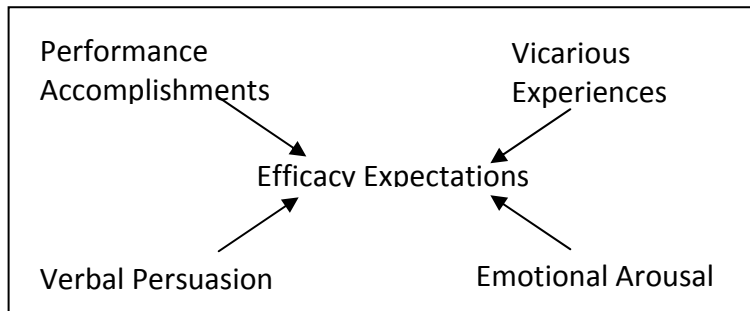 Performance
Accomplishments
Vicarious
Experiences
Efficacy Expectations
Verbal Persuasion
Emotional Arousal